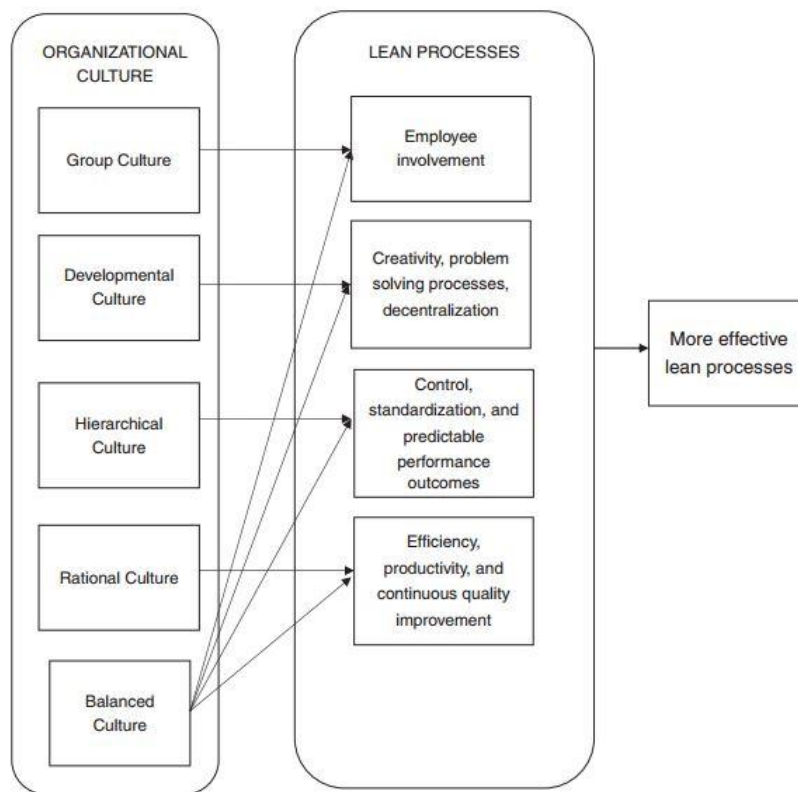 ORGANIZATIONAL
CULTURE
Group Culture
Developmental
Culture
Hierarchical
Culture
Rational Culture
Balanced
Culture
LEAN PROCESSES
Employee
involvement
Creativity, problem
solving processes,
decentralization
Control,
standardization, and
predictable
performance
outcomes
Efficiency,
productivity, and
continuous quality
improvement
More effective
lean processes